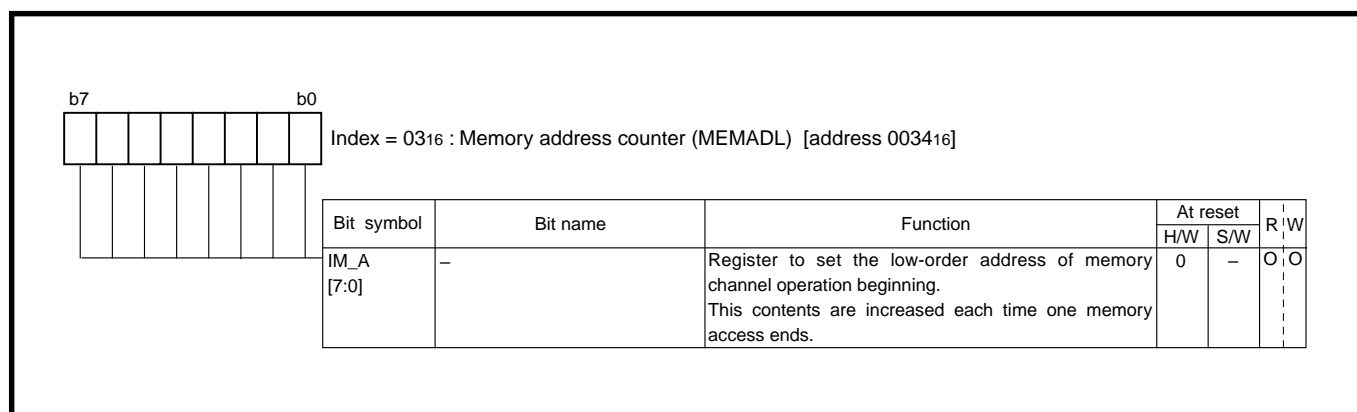 b7 b0
Index = 0316 : Memory address counter (MEMADL) [address 003416]
Bit symbol Bit name Function At reset R W
H/W S/W
IM_A – Register to set the low-order address of memory 0 – O O
[7:0] channel operation beginning.
This contents are increased each time one memory
access ends.